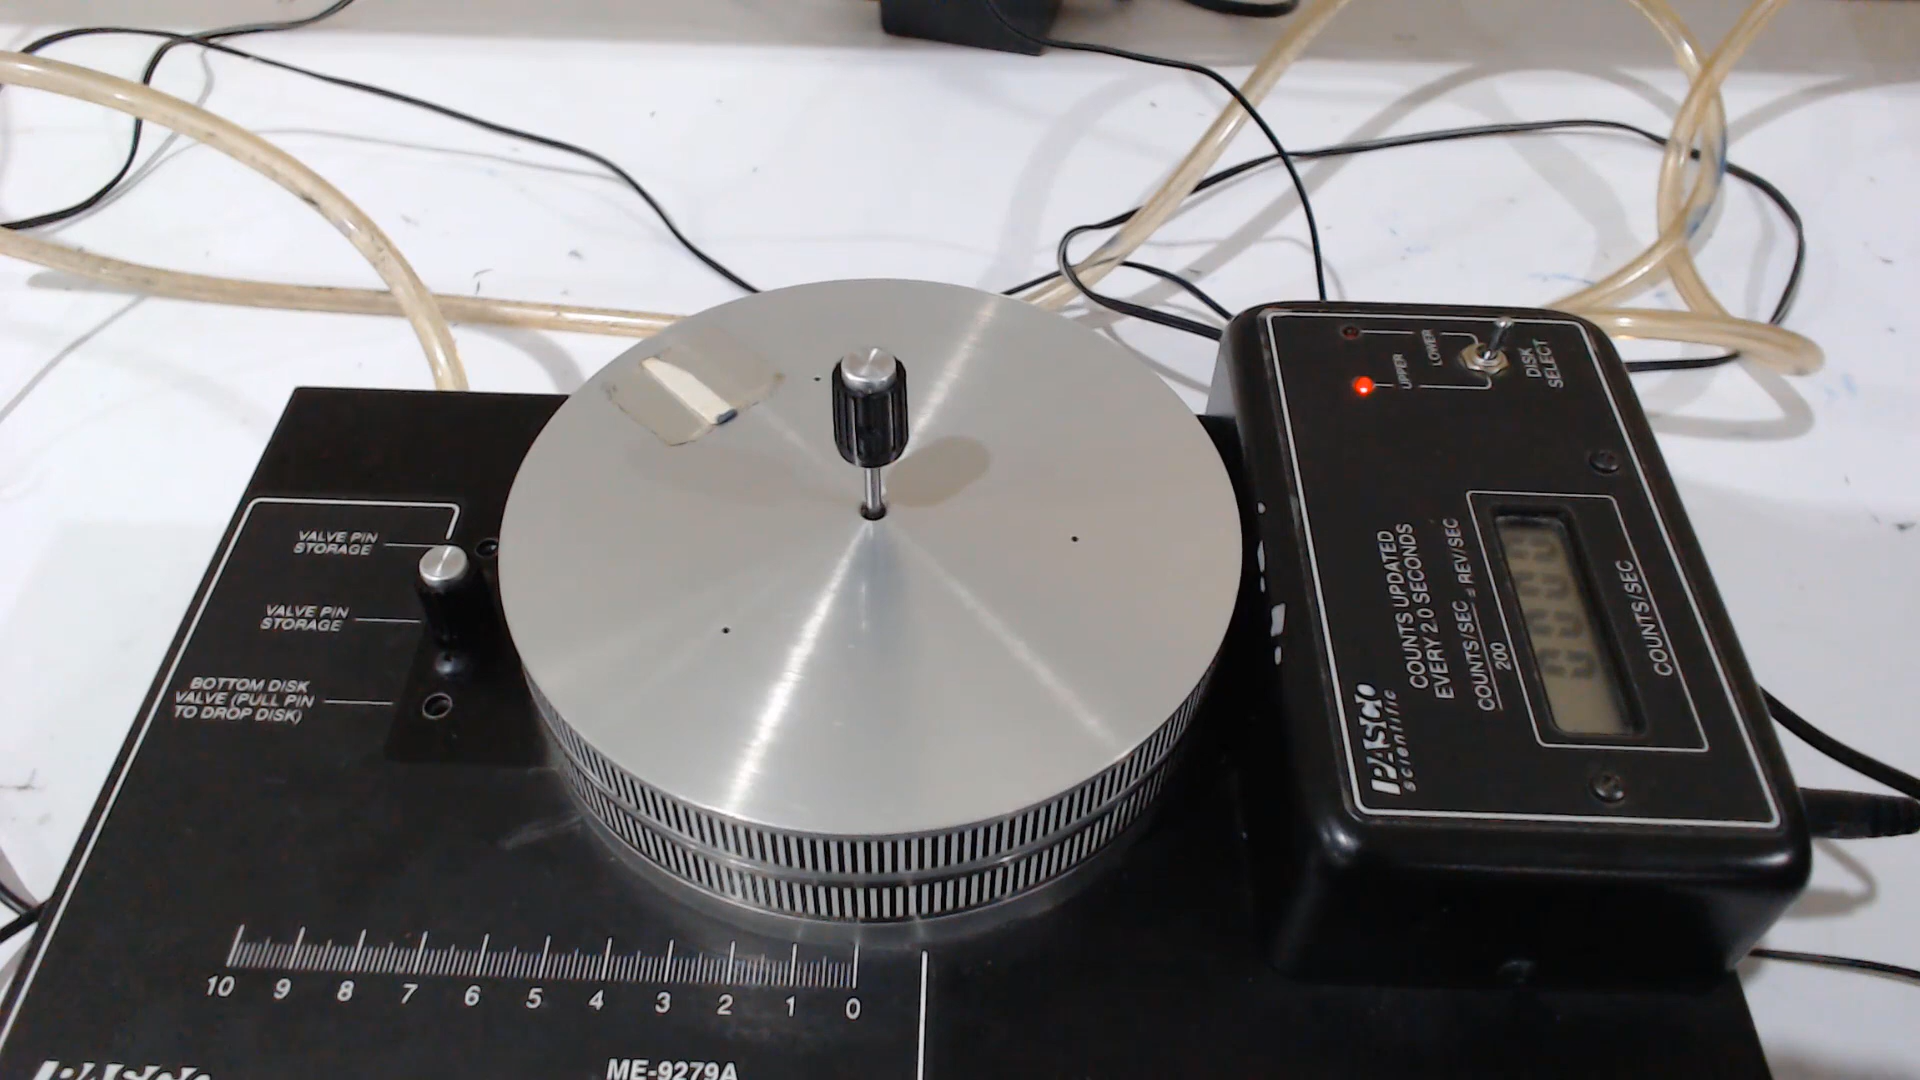 VALVE PIN
STORAGE
VALVE PIN
STORAGE
BOTTOM DISK
VALVE (PULL PIN
TO DROP DISK)
10 9 8 7 6 5 4 3 2 1 0
PASCO
ME-9279A
UPPER
LOWER
DISK
SELECT
PASCO
scientific
COUNTS UPDATED
EVERY 2.0 SECONDS
COUNTS/SEC = REV/SEC
200
COUNTS/SEC